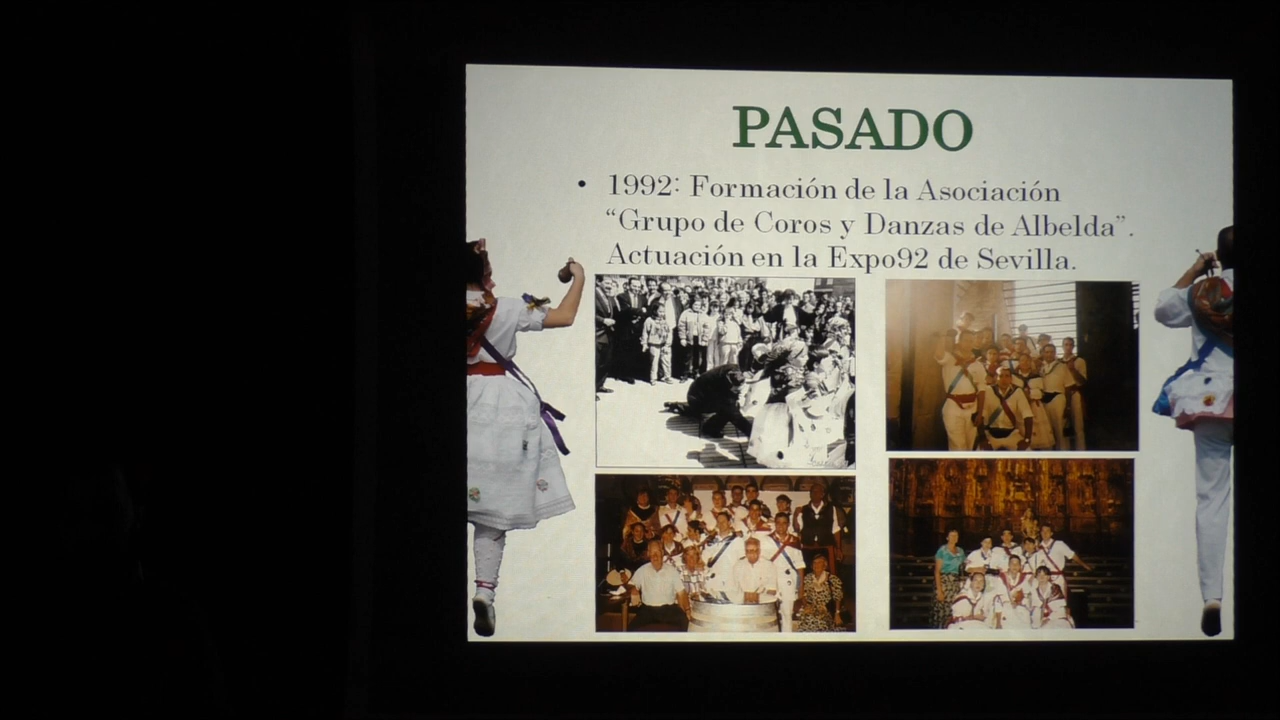 PASADO
• 1992: Formación de la Asociación
“Grupo de Coros y Danzas de Albelda”.
Actuación en la Expo92 de Sevilla.